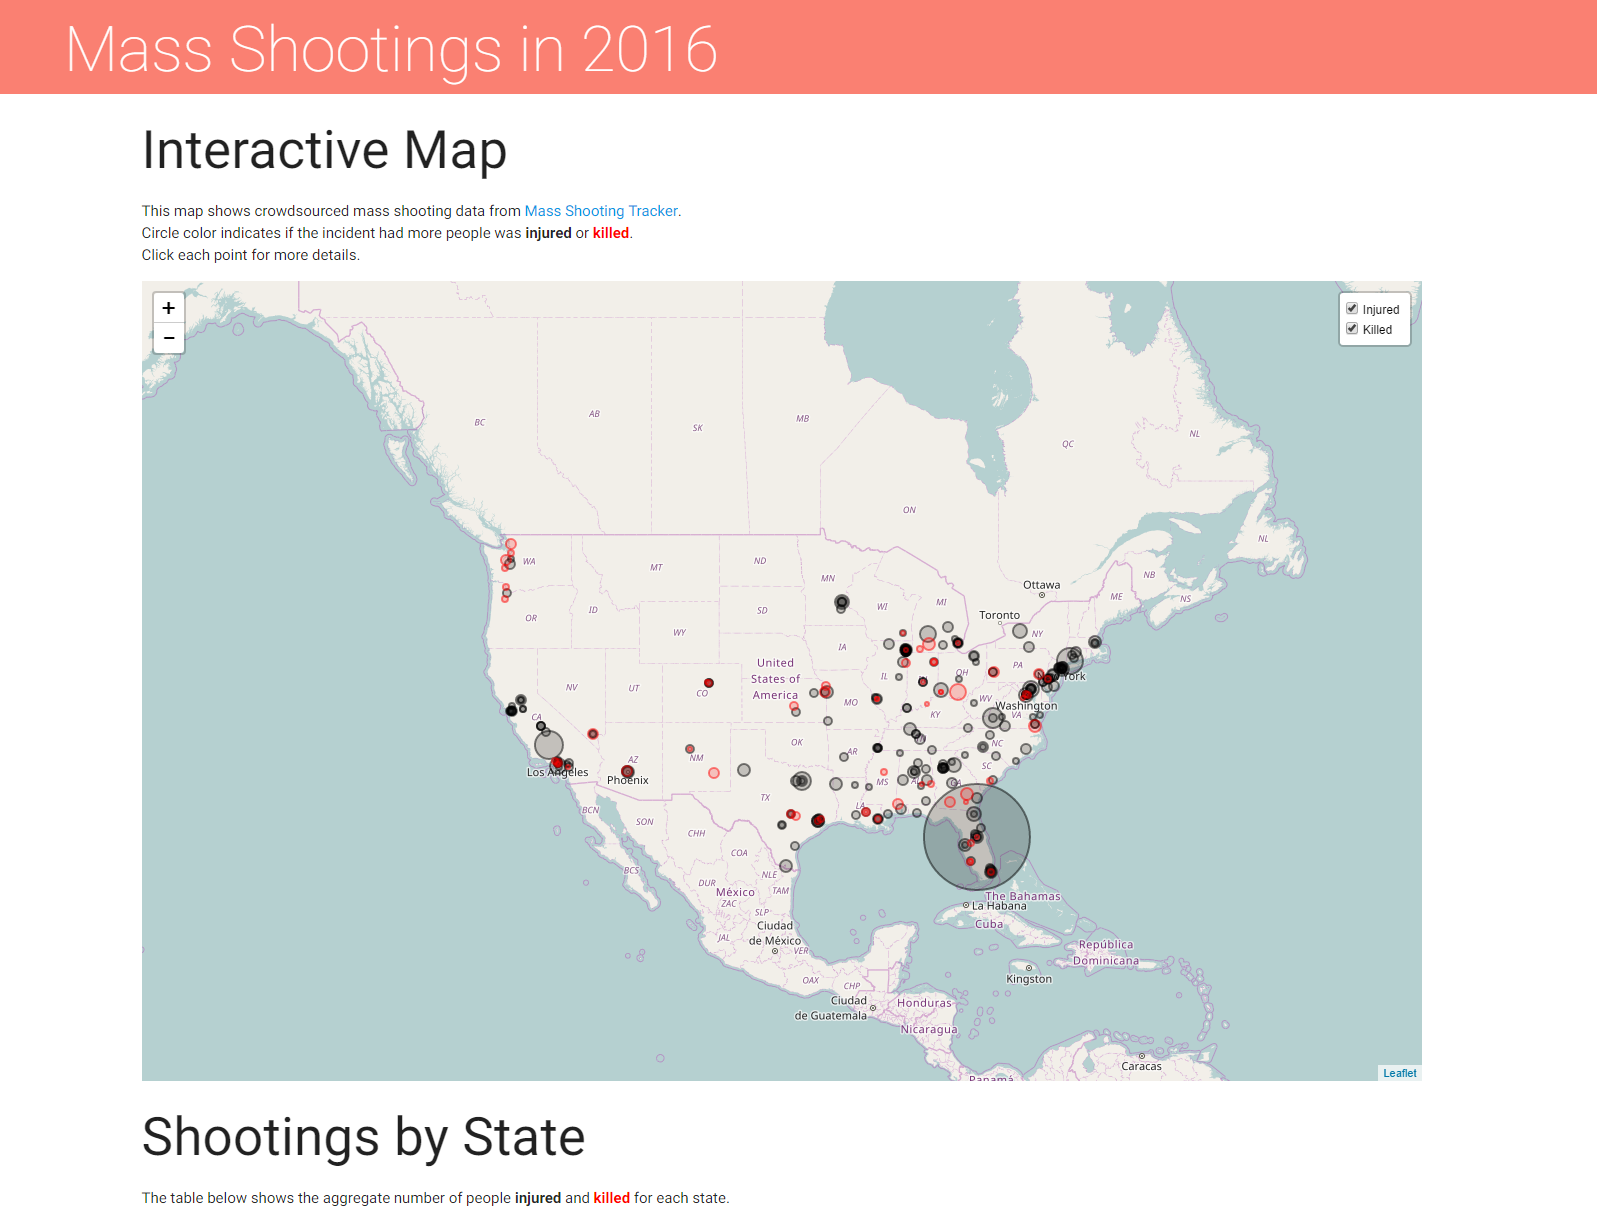 Mass Shootings in 2016
Interactive Map
This map shows crowdsourced mass shooting data from Mass Shooting Tracker.
Circle color indicates if the incident had more people was injured or killed.
Click each point for more details.
+
−
Injured
Killed
BC
AB
SK
MB
QC
NL
ON
NL
WA
MT
ND
MN
NB
Ottawa
ME
NS
OR
ID
SD
WI
MI
Toronto
NY
WY
IA
United
States of
America
NV
UT
CO
IL
OH
PA
York
CA
MO
WV
Washington
KY
VA
OK
NC
AZ
NM
AR
SC
Los Angeles
Phoenix
MS
TX
LA
BCN
SON
CHH
COA
BCS
NLE
DUR
México
TAM
ZAC
The Bahamas
La Habana
SLP
Ciudad
de México
JAL
VER
Cuba
República
Dominicana
OAX
CHP
Kingston
Ciudad
de Guatemala
Honduras
Nicaragua
Caracas
Panamá
Leaflet
Shootings by State
The table below shows the aggregate number of people injured and killed for each state.